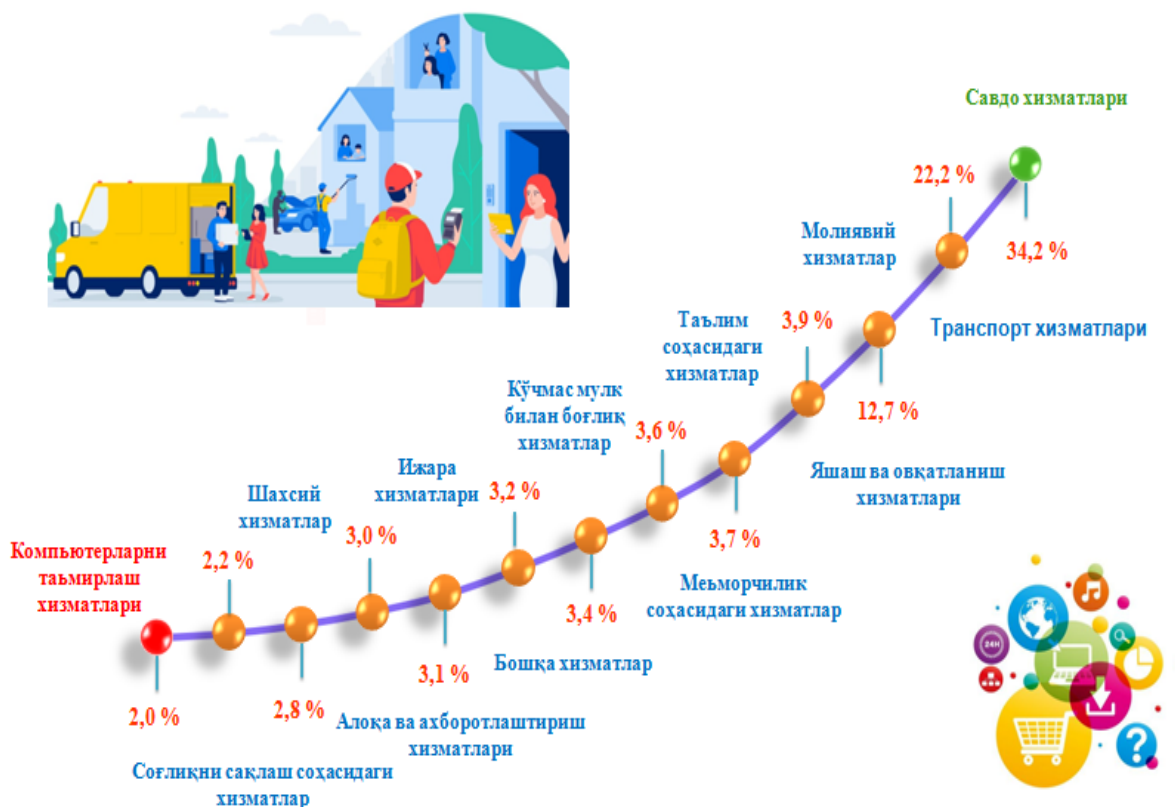 Савдо хизматлари
22,2 %
34,2 %
Молиявий
хизматлар
Транспорт хизматлари
Таълим
соҳасидаги
хизматлар
3,9 %
12,7 %
Кўчмас мулк
билан боғлиқ
хизматлар
3,6 %
Яшаш ва овқатланиш
хизматлари
Ижара
хизматлари
3,2 %
3,7 %
Меъморчилик
соҳасидаги хизматлар
Шахсий
хизматлар
3,0 %
3,4 %
Компьютерларни
таъмирлаш
хизматлари
2,2 %
Бошқа хизматлар
3,1 %
2,0 %
2,8 %
Алоқа ва ахборотлаштириш
хизматлари
Соғлиқни сақлаш соҳасидаги
хизматлар
24H
?